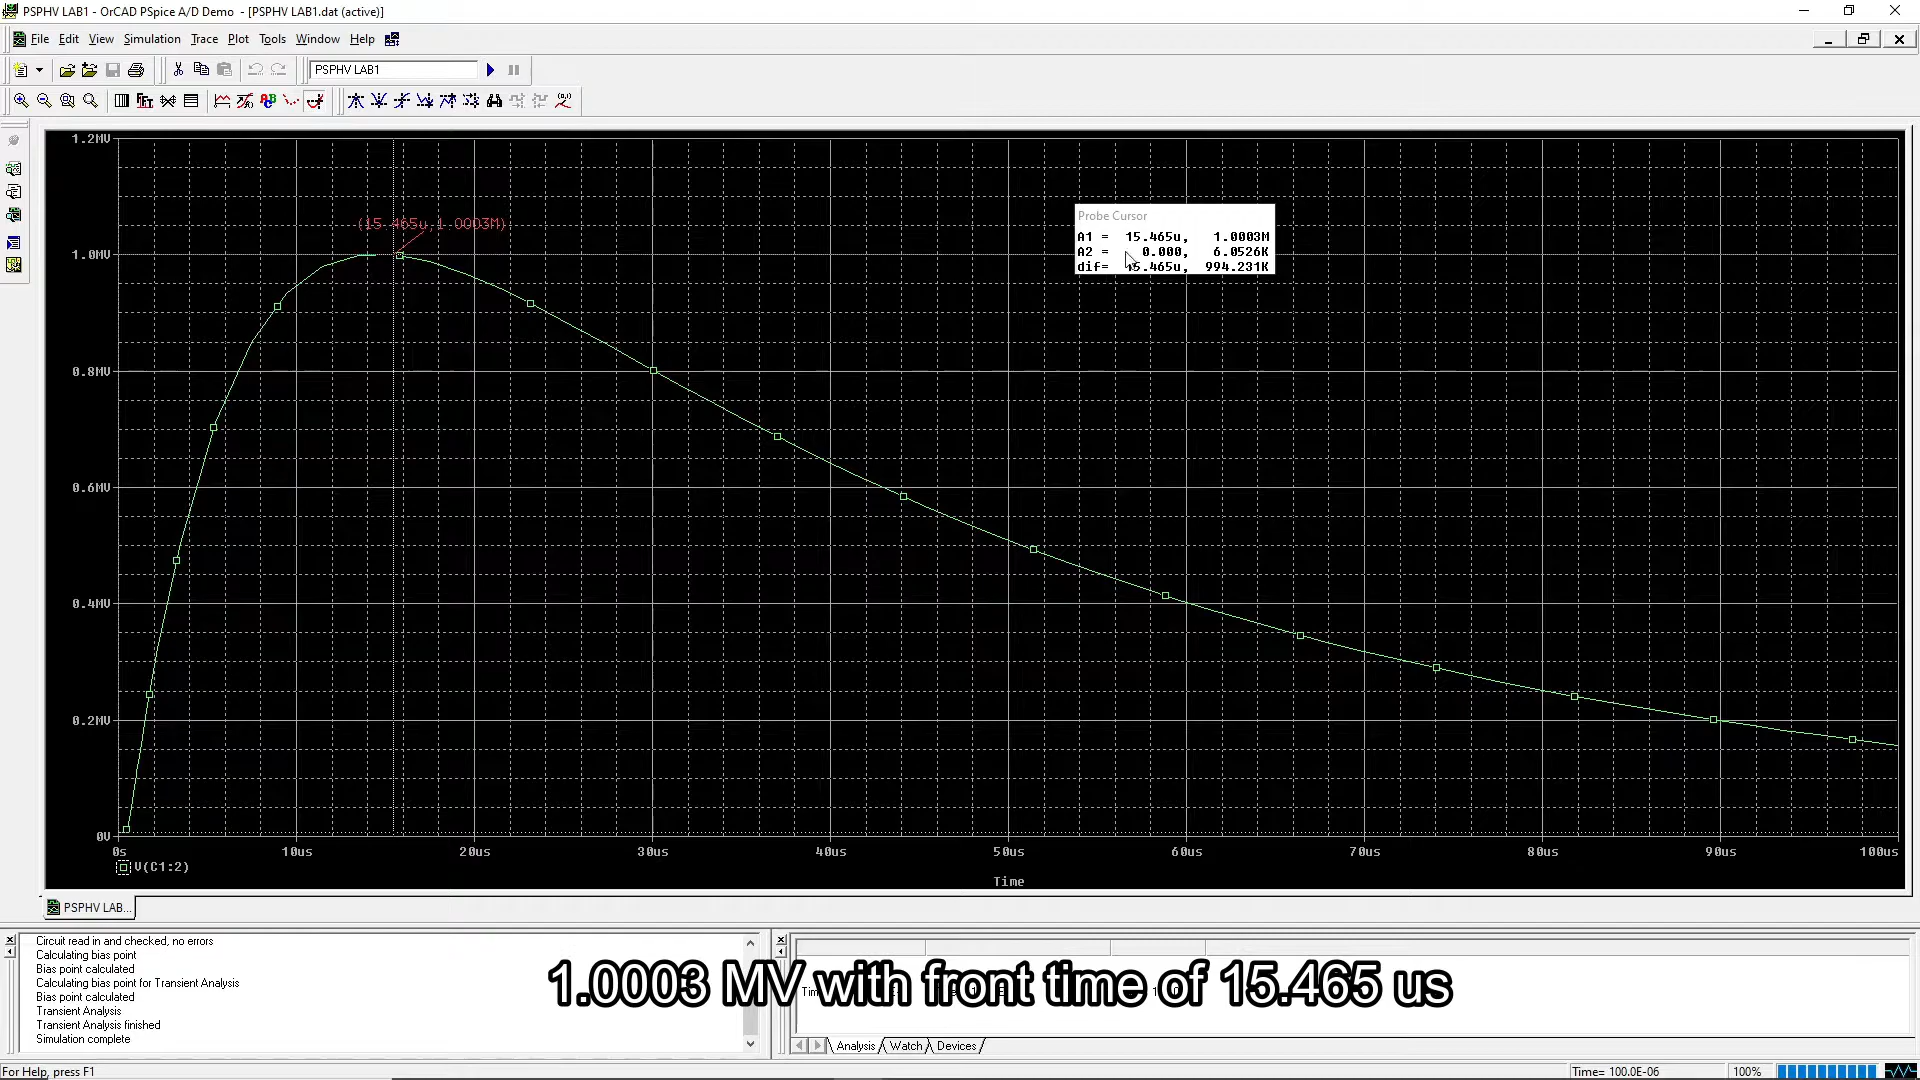 PSPHV LAB1 - OrCAD PSpice A/D Demo - [PSPHV LAB1.dat (active)]
File Edit View Simulation Trace Plot Tools Window Help
PSPHV LAB1
1.2MV
(15.465u,1.0003M)
Probe Cursor
A1 = 15.465u, 1.0003M
A2 = 0.000, 6.0526K
dif= 15.465u, 994.231K
1.0MV
0.8MV
0.6MV
0.4MV
0.2MV
0V
0s 10us 20us 30us 40us 50us 60us 70us 80us 90us 100us
V(C1:2)
Time
PSPHV LAB...
Circuit read in and checked, no errors
Calculating bias point
Bias point calculated
Calculating bias point for Transient Analysis
Bias point calculated
Transient Analysis
Transient Analysis finished
Simulation complete
1.0003 MV with front time of 15.465 us
Analysis Watch Devices
For Help, press F1
Time= 100.0E-06 100%